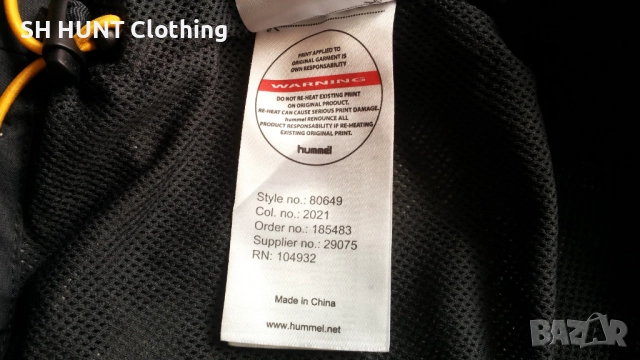 SH HUNT Clothing
PRINT APPLIED TO
ORIGINAL GARMENT IS
OWN RESPONSIBILITY
WARNING
DO NOT RE-HEAT EXISTING PRINT
ON ORIGINAL PRODUCT.
RE-HEAT CAN CAUSE SERIOUS PRINT DAMAGE.
hummel RENOUNCE ALL
PRODUCT RESPONSIBILITY IF RE-HEATING
EXISTING ORIGINAL PRINT.
hummel
Style no.: 80649
Col. no.: 2021
Order no.: 185483
Supplier no.: 29075
RN: 104932
Made in China
www.hummel.net
BAZAR